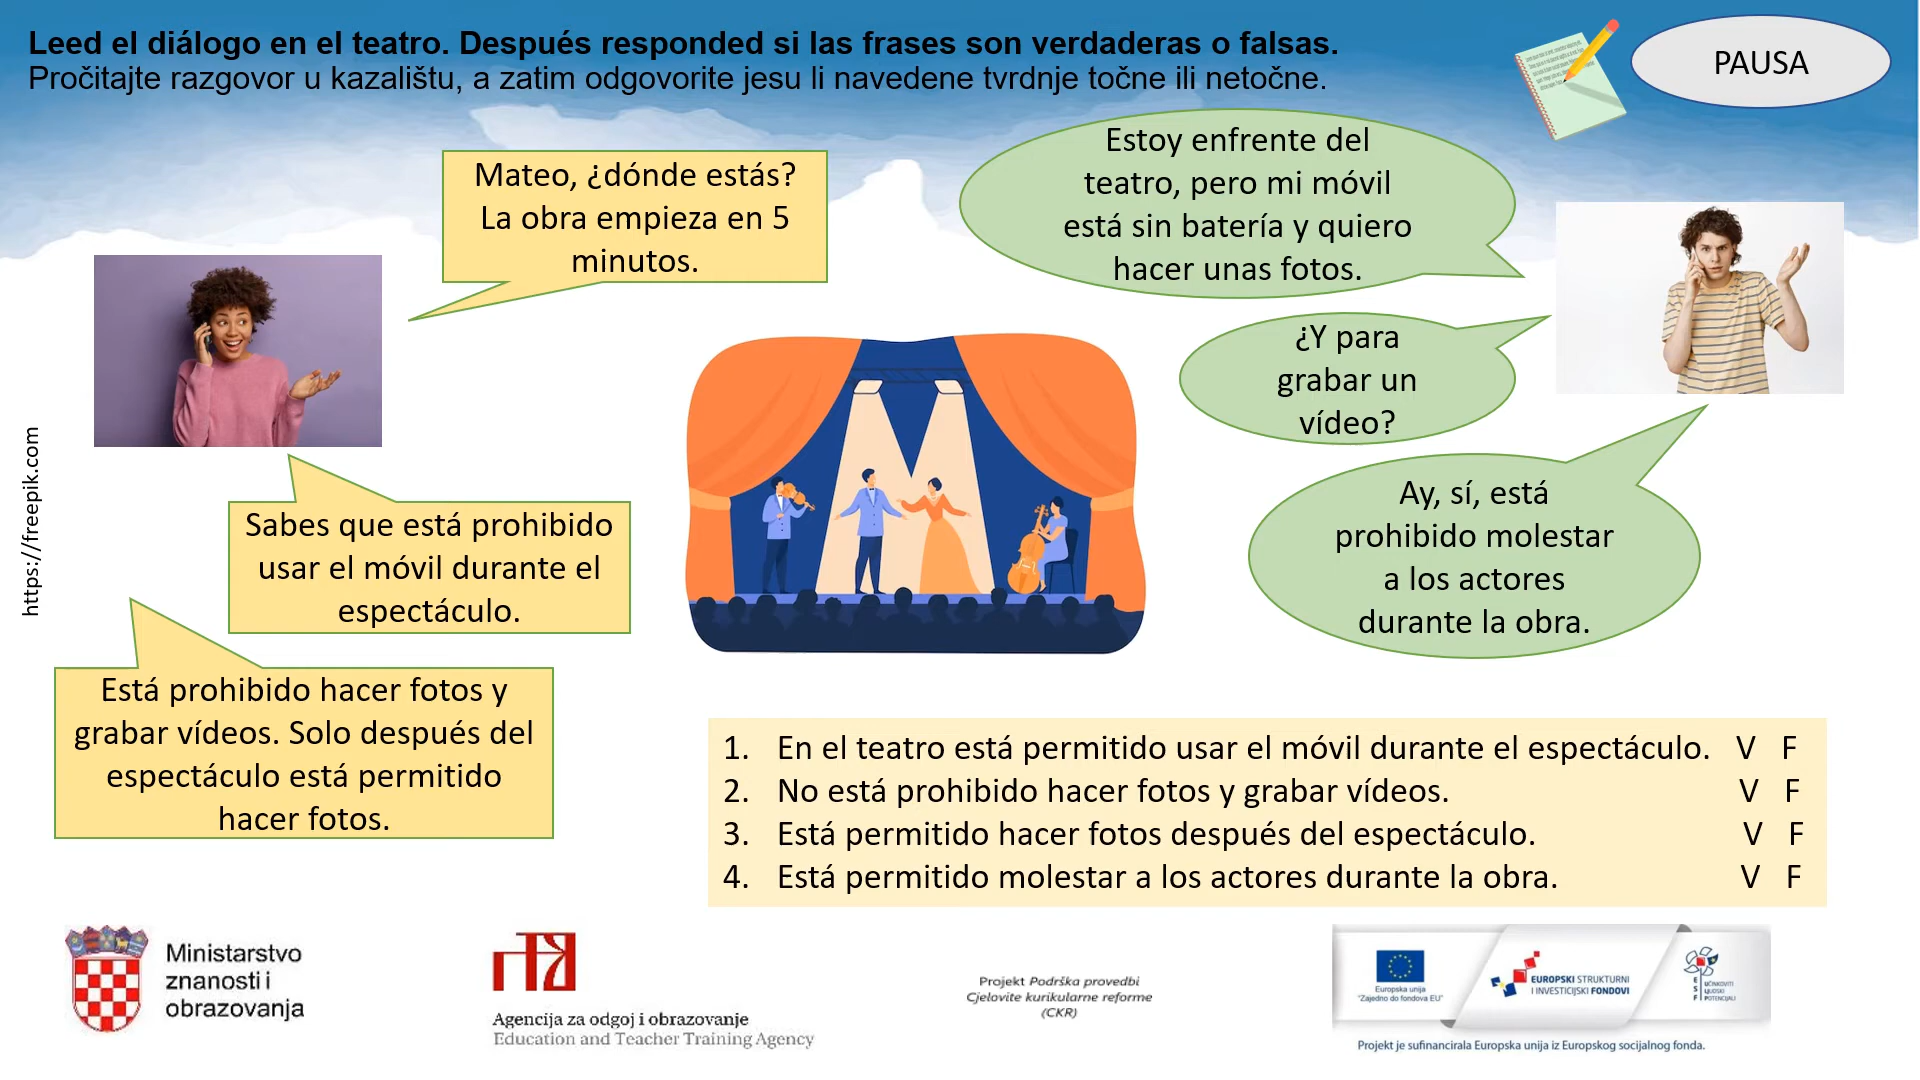 Leed el diálogo en el teatro. Después responded si las frases son verdaderas o falsas.
Pročitajte razgovor u kazalištu, a zatim odgovorite jesu li navedene tvrdnje točne ili netočne.
PAUSA
Mateo, ¿dónde estás?
La obra empieza en 5
minutos.
Estoy enfrente del
teatro, pero mi móvil
está sin batería y quiero
hacer unas fotos.
¿Y para
grabar un
vídeo?
Sabes que está prohibido
usar el móvil durante el
espectáculo.
Ay, sí, está
prohibido molestar
a los actores
durante la obra.
Está prohibido hacer fotos y
grabar vídeos. Solo después del
espectáculo está permitido
hacer fotos.
https://freepik.com
1. En el teatro está permitido usar el móvil durante el espectáculo. V F
2. No está prohibido hacer fotos y grabar vídeos. V F
3. Está permitido hacer fotos después del espectáculo. V F
4. Está permitido molestar a los actores durante la obra. V F
Ministarstvo
znanosti i
obrazovanja
Agencija za odgoj i obrazovanje
Education and Teacher Training Agency
Projekt Podrška provedbi
Cjelovite kurikularne reforme
(CKR)
Europska unija
"Zajedno do fondova EU"
EUROPSKI STRUKTURNI
I INVESTICIJSKI FONDOVI
ESF
UČINKOVITI
LJUDSKI
POTENCIJALI
Projekt je sufinancirala Europska unija iz Europskog socijalnog fonda.